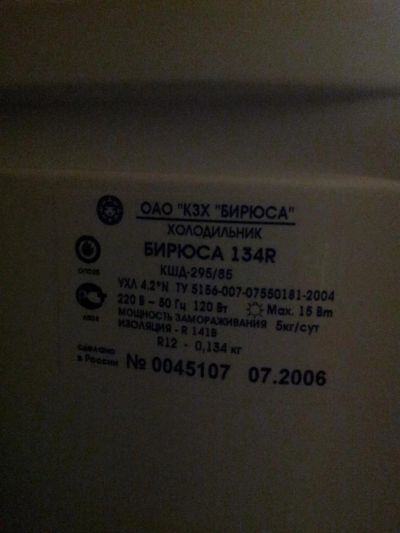 ОАО "КЗХ "БИРЮСА"
ХОЛОДИЛЬНИК
БИРЮСА 134R
КШД-295/85
УХЛ 4.2*N ТУ 5156-007-07550181-2004
220 В ~ 50 Гц 120 Вт Max. 15 Вт
МОЩНОСТЬ ЗАМОРАЖИВАНИЯ 5кг/сут
ИЗОЛЯЦИЯ - R 141B
R12 - 0,134 кг
сделано
в России № 0045107 07.2006